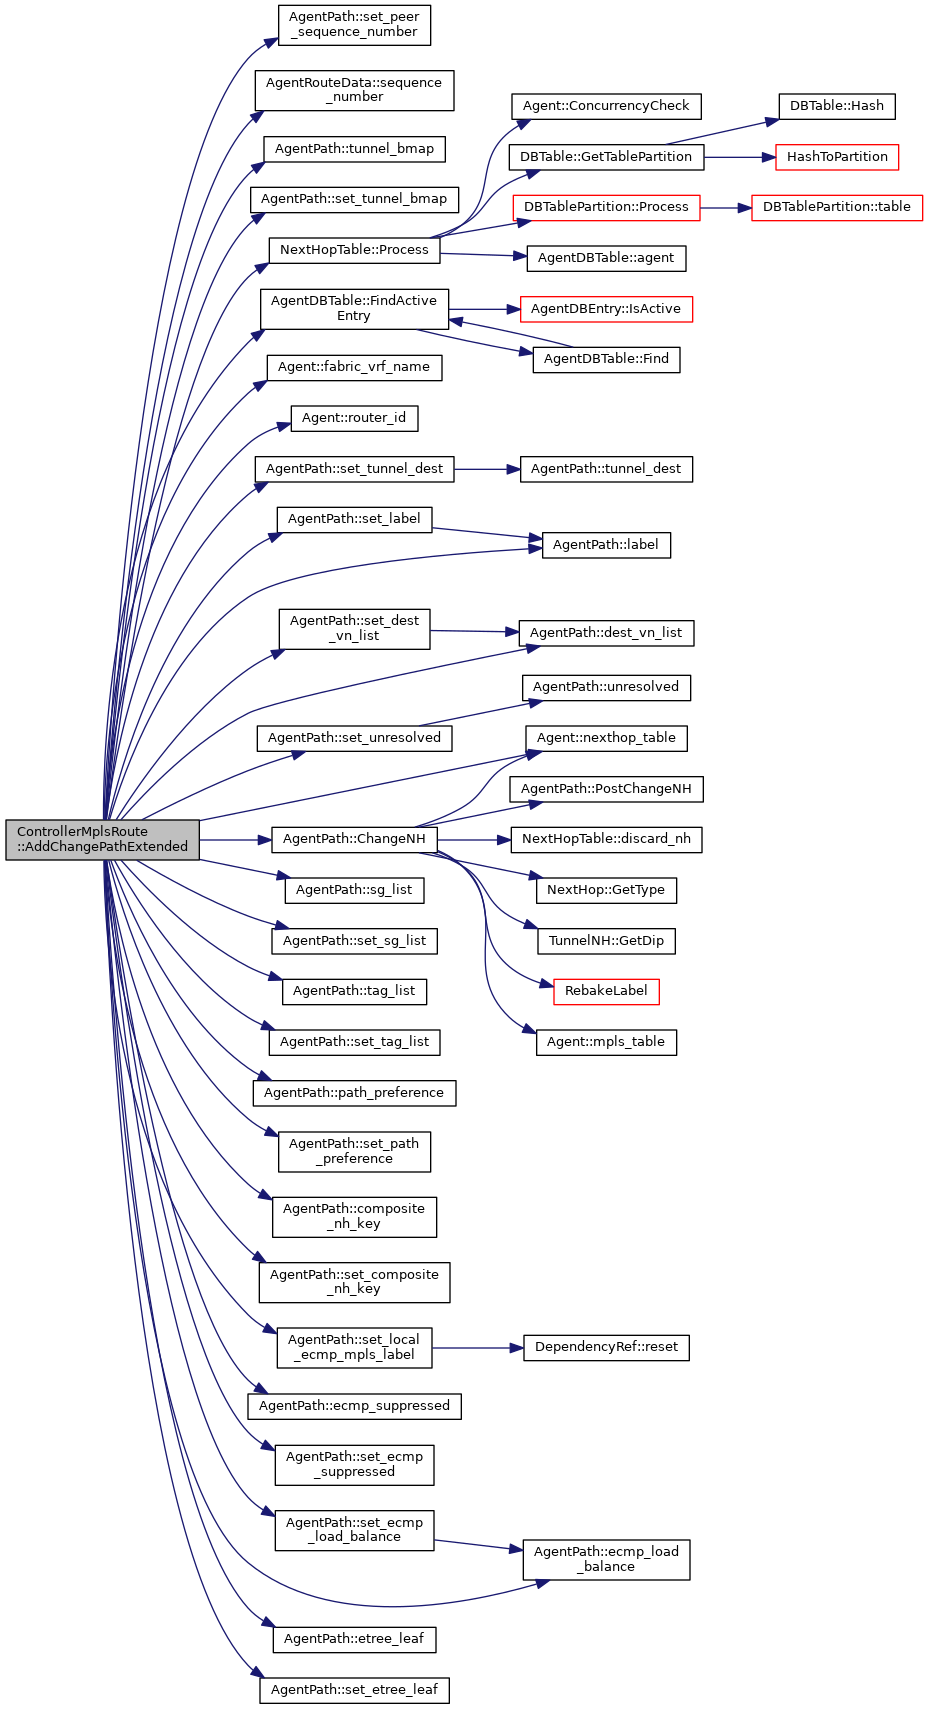 AgentPath::set_peer
_sequence_number
AgentRouteData::sequence
_number
AgentPath::tunnel_bmap
AgentPath::set_tunnel_bmap
NextHopTable::Process
Agent::ConcurrencyCheck
DBTable::GetTablePartition
DBTable::Hash
HashToPartition
DBTablePartition::Process
DBTablePartition::table
AgentDBTable::agent
AgentDBTable::FindActive
Entry
AgentDBEntry::IsActive
AgentDBTable::Find
Agent::fabric_vrf_name
Agent::router_id
AgentPath::set_tunnel_dest
AgentPath::tunnel_dest
AgentPath::set_label
AgentPath::label
AgentPath::set_dest
_vn_list
AgentPath::dest_vn_list
AgentPath::unresolved
AgentPath::set_unresolved
Agent::nexthop_table
AgentPath::PostChangeNH
ControllerMplsRoute
::AddChangePathExtended
AgentPath::ChangeNH
NextHopTable::discard_nh
AgentPath::sg_list
NextHop::GetType
AgentPath::set_sg_list
TunnelNH::GetDip
AgentPath::tag_list
RebakeLabel
AgentPath::set_tag_list
Agent::mpls_table
AgentPath::path_preference
AgentPath::set_path
_preference
AgentPath::composite
_nh_key
AgentPath::set_composite
_nh_key
AgentPath::set_local
_ecmp_mpls_label
DependencyRef::reset
AgentPath::ecmp_suppressed
AgentPath::set_ecmp
_suppressed
AgentPath::set_ecmp
_load_balance
AgentPath::ecmp_load
_balance
AgentPath::etree_leaf
AgentPath::set_etree_leaf